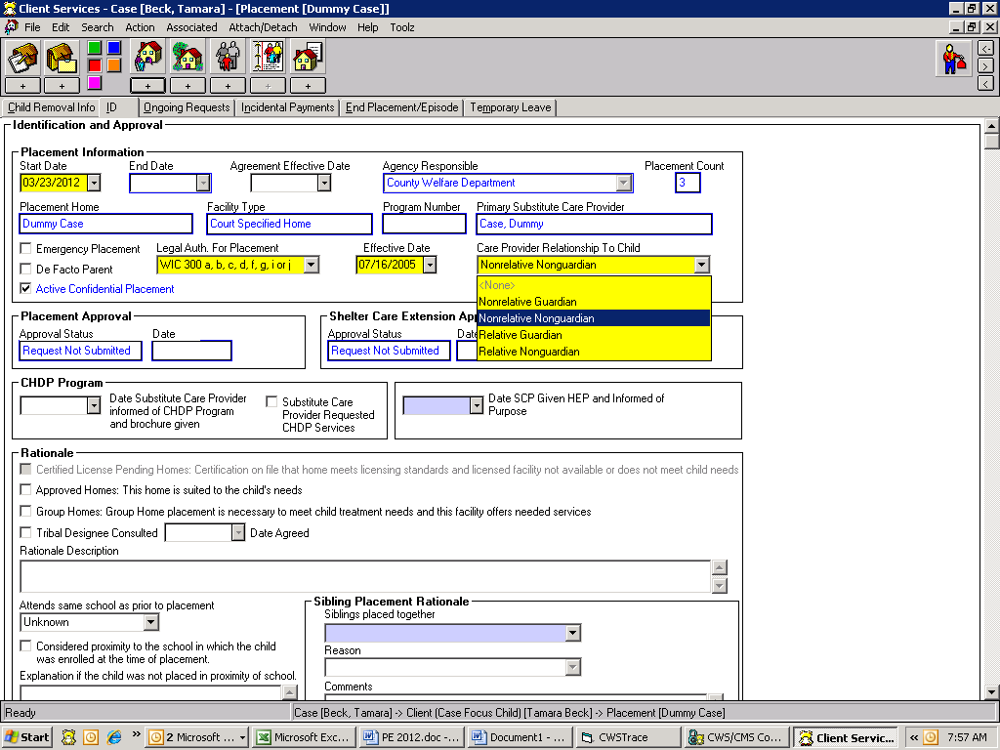 Client Services - Case [Beck, Tamara] - [Placement [Dummy Case]]
File Edit Search Action Associated Attach/Detach Window Help Toolz
+ + + + + + +
Child Removal Info ID Ongoing Requests Incidental Payments End Placement/Episode Temporary Leave
Identification and Approval
Placement Information
Start Date End Date Agreement Effective Date Agency Responsible Placement Count
03/23/2012 County Welfare Department 3
Placement Home Facility Type Program Number Primary Substitute Care Provider
Dummy Case Court Specified Home Case, Dummy
Emergency Placement Legal Auth. For Placement Effective Date Care Provider Relationship To Child
De Facto Parent WIC 300 a, b, c, d, f, g, i or j 07/16/2005 Nonrelative Nonguardian
Active Confidential Placement
<None>
Nonrelative Guardian
Nonrelative Nonguardian
Relative Guardian
Relative Nonguardian
Placement Approval Shelter Care Extension App
Approval Status Date Approval Status Date
Request Not Submitted Request Not Submitted
CHDP Program
Date Substitute Care Provider
informed of CHDP Program
and brochure given
Substitute Care
Provider Requested
CHDP Services
Date SCP Given HEP and Informed of
Purpose
Rationale
Certified License Pending Homes: Certification on file that home meets licensing standards and licensed facility not available or does not meet child needs
Approved Homes: This home is suited to the child's needs
Group Homes: Group Home placement is necessary to meet child treatment needs and this facility offers needed services
Tribal Designee Consulted Date Agreed
Rationale Description
Attends same school as prior to placement
Unknown
Considered proximity to the school in which the child
was enrolled at the time of placement.
Explanation if the child was not placed in proximity of school.
Sibling Placement Rationale
Siblings placed together
Reason
Comments
Ready Case [Beck, Tamara] -> Client (Case Focus Child) [Tamara Beck] -> Placement [Dummy Case]
Start » 2 Microsoft ... Microsoft Exc... PE 2012.doc -... Document1 - ... CWSTrace CWS/CMS Co... Client Servic... « 7:57 AM